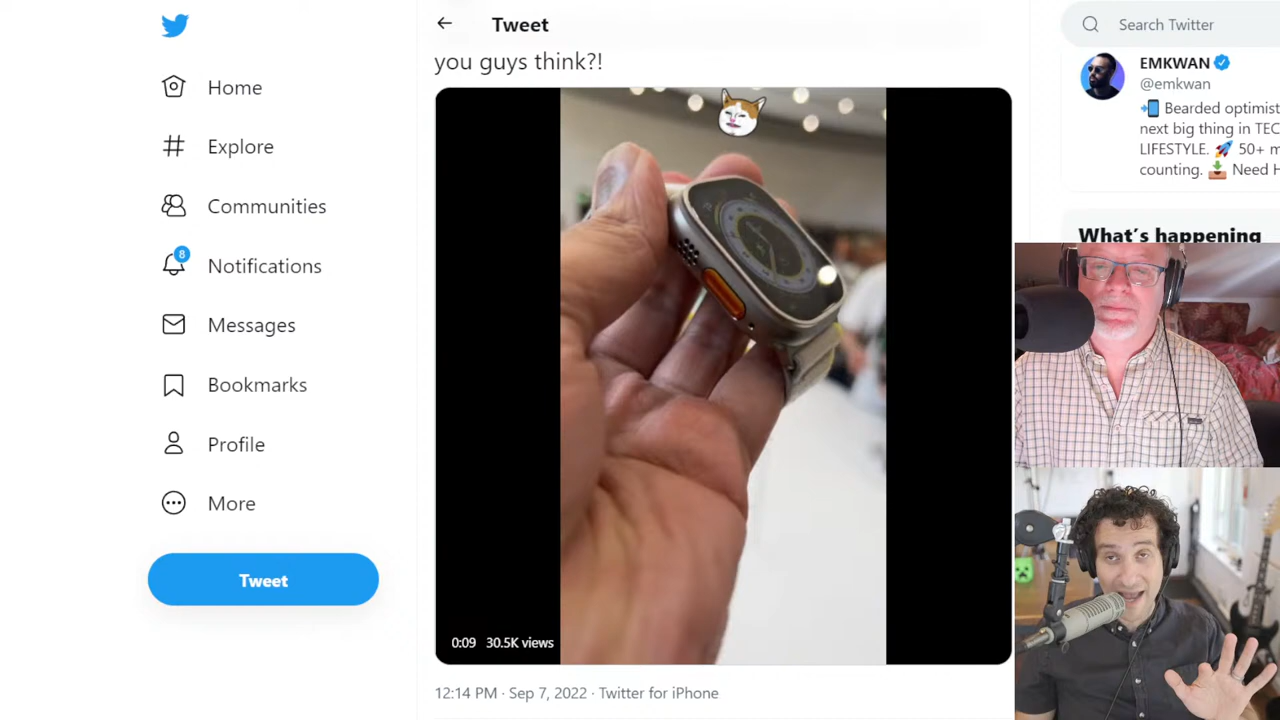 Tweet
Search Twitter
Home
Explore
Communities
8
Notifications
Messages
Bookmarks
Profile
More
Tweet
you guys think?!
0:09 30.5K views
12:14 PM · Sep 7, 2022 · Twitter for iPhone
EMKWAN
@emkwan
Bearded optimist
next big thing in TEC
LIFESTYLE. 🚀 50+ m
counting. 📥 Need H
What's happening